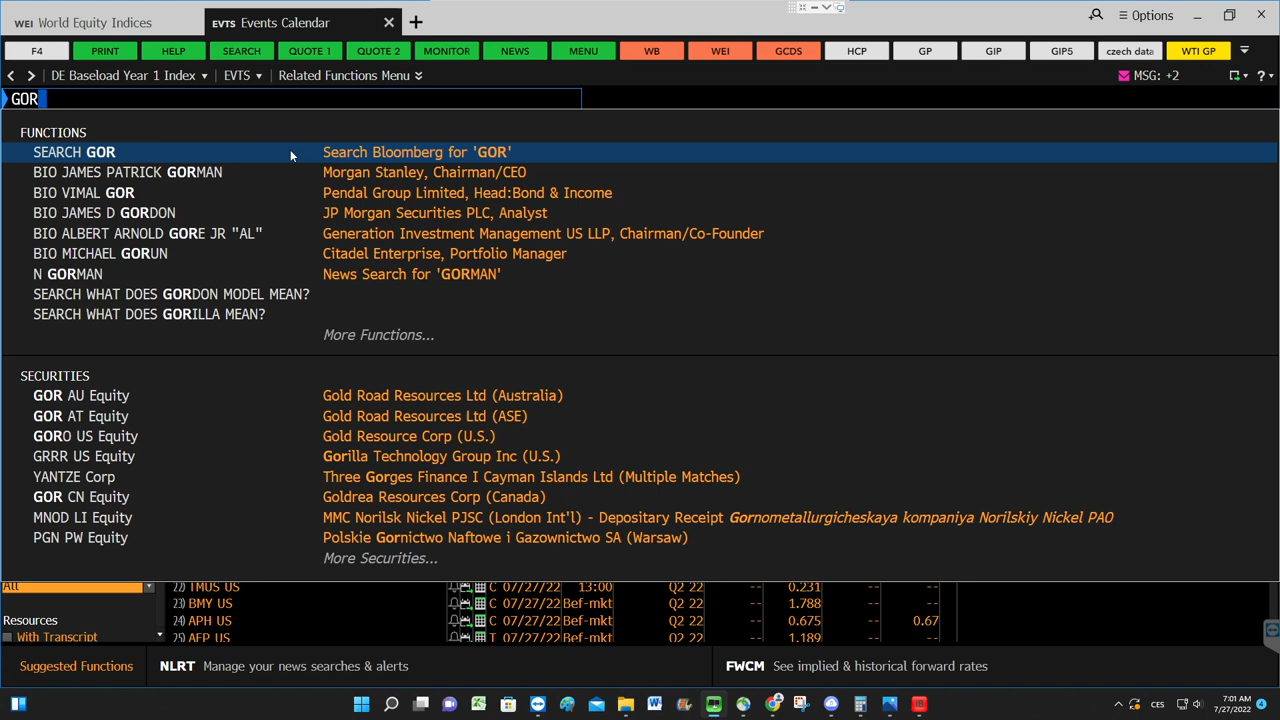 WEI World Equity Indices
EVTS Events Calendar
Options
F4 PRINT HELP SEARCH QUOTE 1 QUOTE 2 MONITOR NEWS MENU WB WEI GCDS HCP GP GIP GIP5 czech data WTI GP
DE Baseload Year 1 Index EVTS Related Functions Menu MSG: +2 ?
GOR
FUNCTIONS
SEARCH GOR Search Bloomberg for 'GOR'
BIO JAMES PATRICK GORMAN Morgan Stanley, Chairman/CEO
BIO VIMAL GOR Pendal Group Limited, Head:Bond & Income
BIO JAMES D GORDON JP Morgan Securities PLC, Analyst
BIO ALBERT ARNOLD GORE JR "AL" Generation Investment Management US LLP, Chairman/Co-Founder
BIO MICHAEL GORUN Citadel Enterprise, Portfolio Manager
N GORMAN News Search for 'GORMAN'
SEARCH WHAT DOES GORDON MODEL MEAN?
SEARCH WHAT DOES GORILLA MEAN?
More Functions...
SECURITIES
GOR AU Equity Gold Road Resources Ltd (Australia)
GOR AT Equity Gold Road Resources Ltd (ASE)
GORO US Equity Gold Resource Corp (U.S.)
GRRR US Equity Gorilla Technology Group Inc (U.S.)
YANTZE Corp Three Gorges Finance I Cayman Islands Ltd (Multiple Matches)
GOR CN Equity Goldrea Resources Corp (Canada)
MNOD LI Equity MMC Norilsk Nickel PJSC (London Int'l) - Depositary Receipt Gornometallurgicheskaya kompaniya Norilskiy Nickel PAO
PGN PW Equity Polskie Gornictwo Naftowe i Gazownictwo SA (Warsaw)
More Securities...
All 22) TMUS US C 07/27/22 13:00 Q2 22 -- 0.231
23) BMY US C 07/27/22 Bef-mkt Q2 22 -- 1.788 --
Resources 24) APH US C 07/27/22 Bef-mkt Q2 22 -- 0.675 0.67
With Transcript 25) AEP US T 07/27/22 Bef-mkt Q2 22 -- 1.189 --
Suggested Functions NLRT Manage your news searches & alerts FWCM See implied & historical forward rates
CES 7:01 AM
7/27/2022